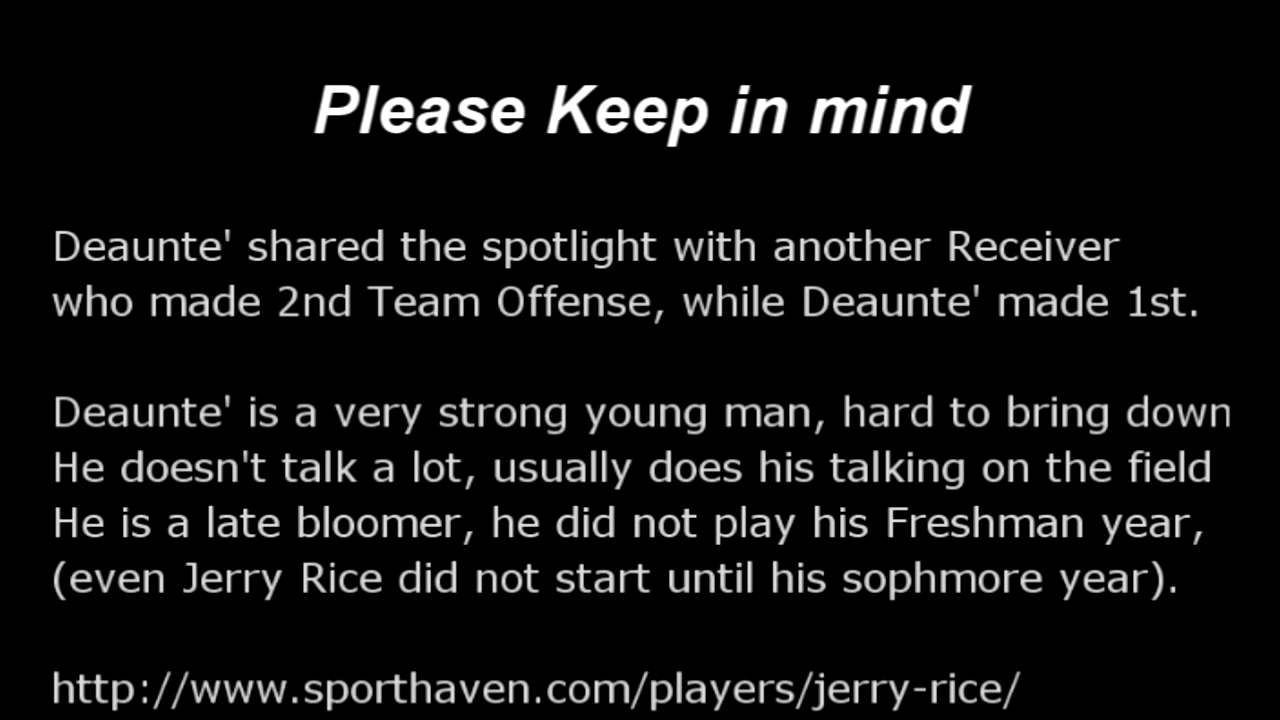 Please Keep in mind
Deaunte' shared the spotlight with another Receiver
who made 2nd Team Offense, while Deaunte' made 1st.
Deaunte' is a very strong young man, hard to bring down
He doesn't talk a lot, usually does his talking on the field
He is a late bloomer, he did not play his Freshman year,
(even Jerry Rice did not start until his sophmore year).
http://www.sporthaven.com/players/jerry-rice/